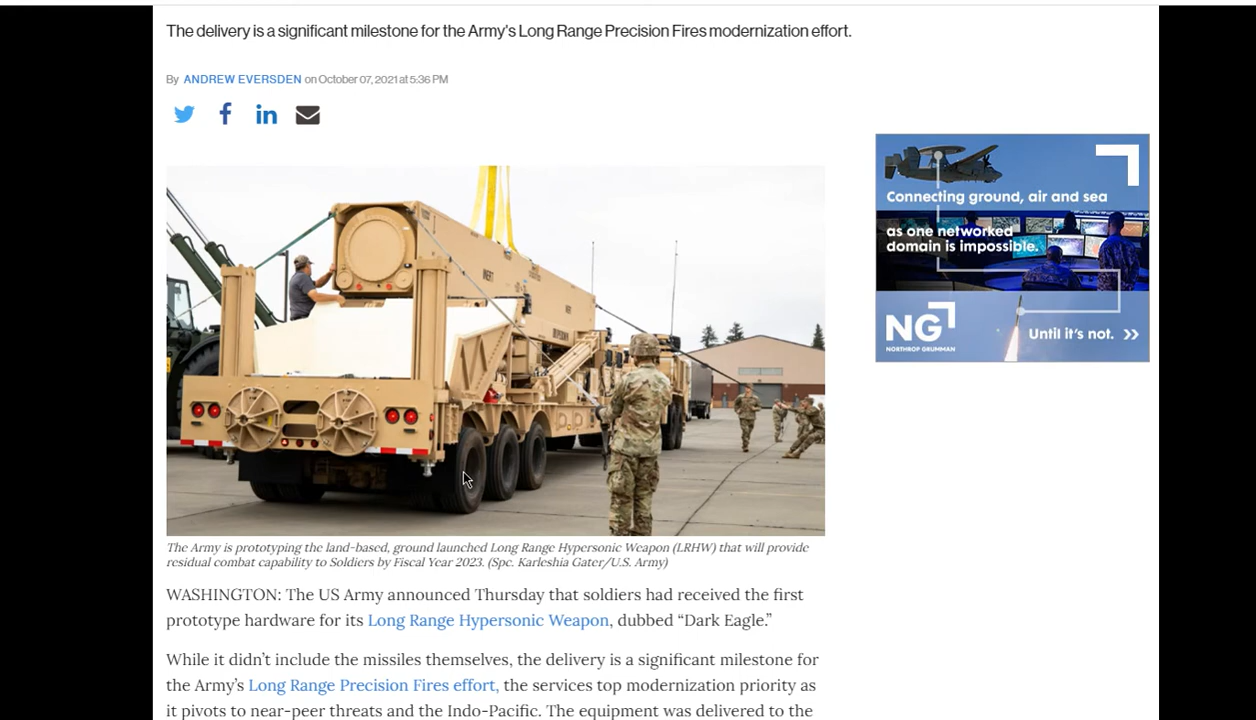 The delivery is a significant milestone for the Army's Long Range Precision Fires modernization effort.
By ANDREW EVERSDEN on October 07, 2021 at 5:36 PM
in
INERT
INERT
Connecting ground, air and sea
as one networked
domain is impossible.
NG
NORTHROP GRUMMAN
Until it's not. »
The Army is prototyping the land-based, ground launched Long Range Hypersonic Weapon (LRHW) that will provide
residual combat capability to Soldiers by Fiscal Year 2023. (Spc. Karleshia Gater/U.S. Army)
WASHINGTON: The US Army announced Thursday that soldiers had received the first
prototype hardware for its Long Range Hypersonic Weapon, dubbed “Dark Eagle.”
While it didn’t include the missiles themselves, the delivery is a significant milestone for
the Army’s Long Range Precision Fires effort, the services top modernization priority as
it pivots to near-peer threats and the Indo-Pacific. The equipment was delivered to the